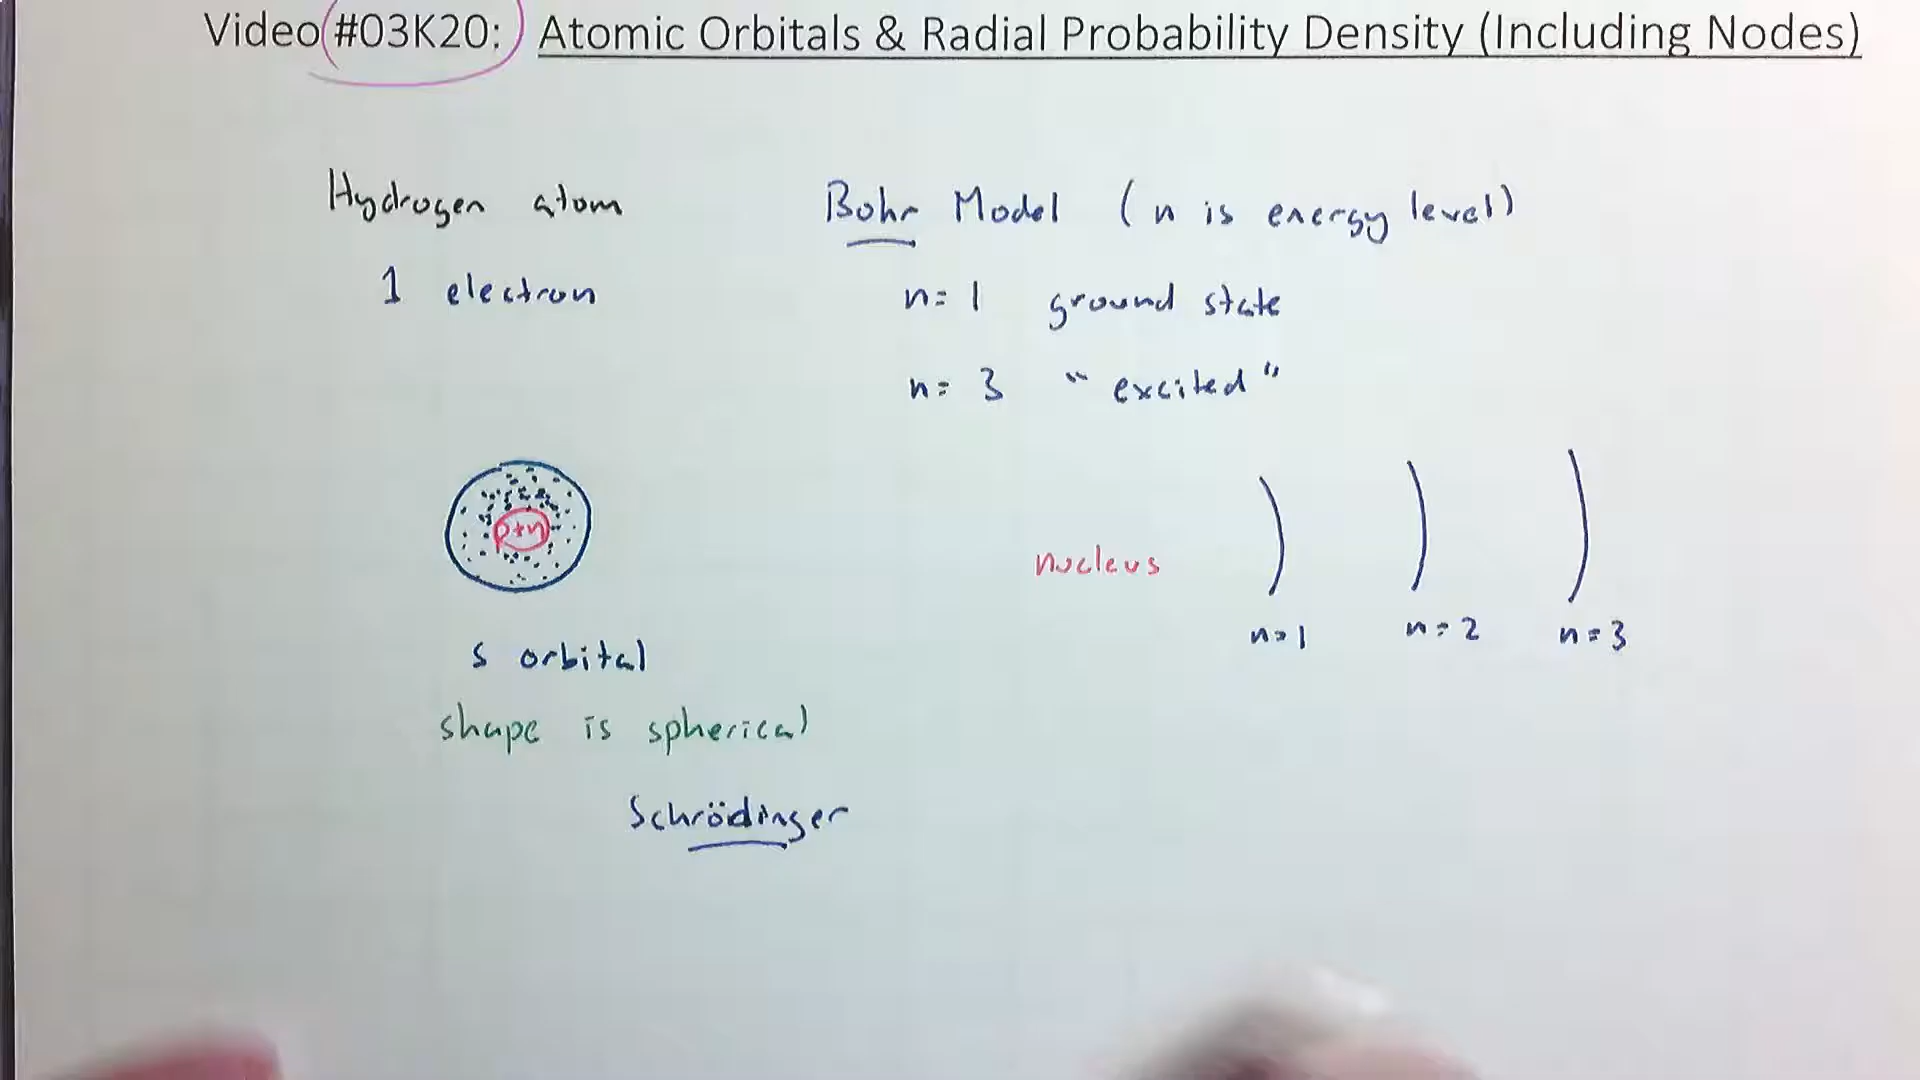 Video #03K20: Atomic Orbitals & Radial Probability Density (Including Nodes)
Hydrogen atom
1 electron
Bohr Model (n is energy level)
n= 1 ground state
n= 3 "excited"
p+n
s orbital
shape is spherical
Schrödinger
nucleus
n=1
n=2
n=3